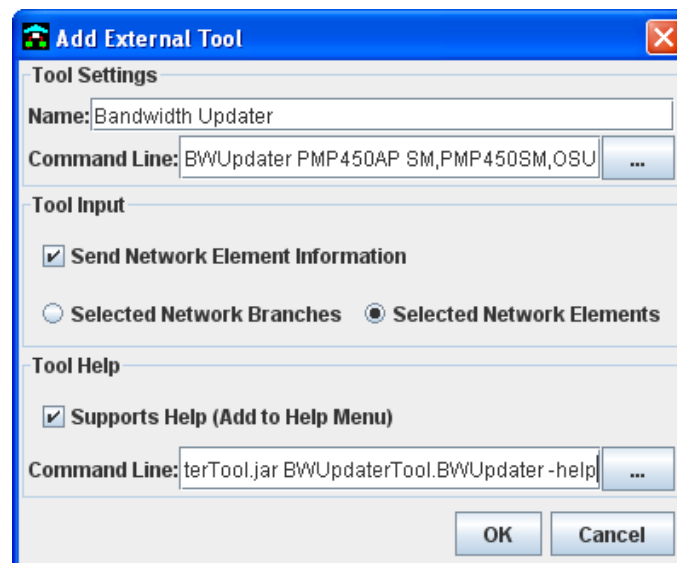 Add External Tool
Tool Settings
Name: Bandwidth Updater
Command Line: BWUpdater PMP450AP SM,PMP450SM,OSU ...
Tool Input
Send Network Element Information
Selected Network Branches Selected Network Elements
Tool Help
Supports Help (Add to Help Menu)
Command Line: terTool.jar BWUpdaterTool.BWUpdater -help ...
OK Cancel